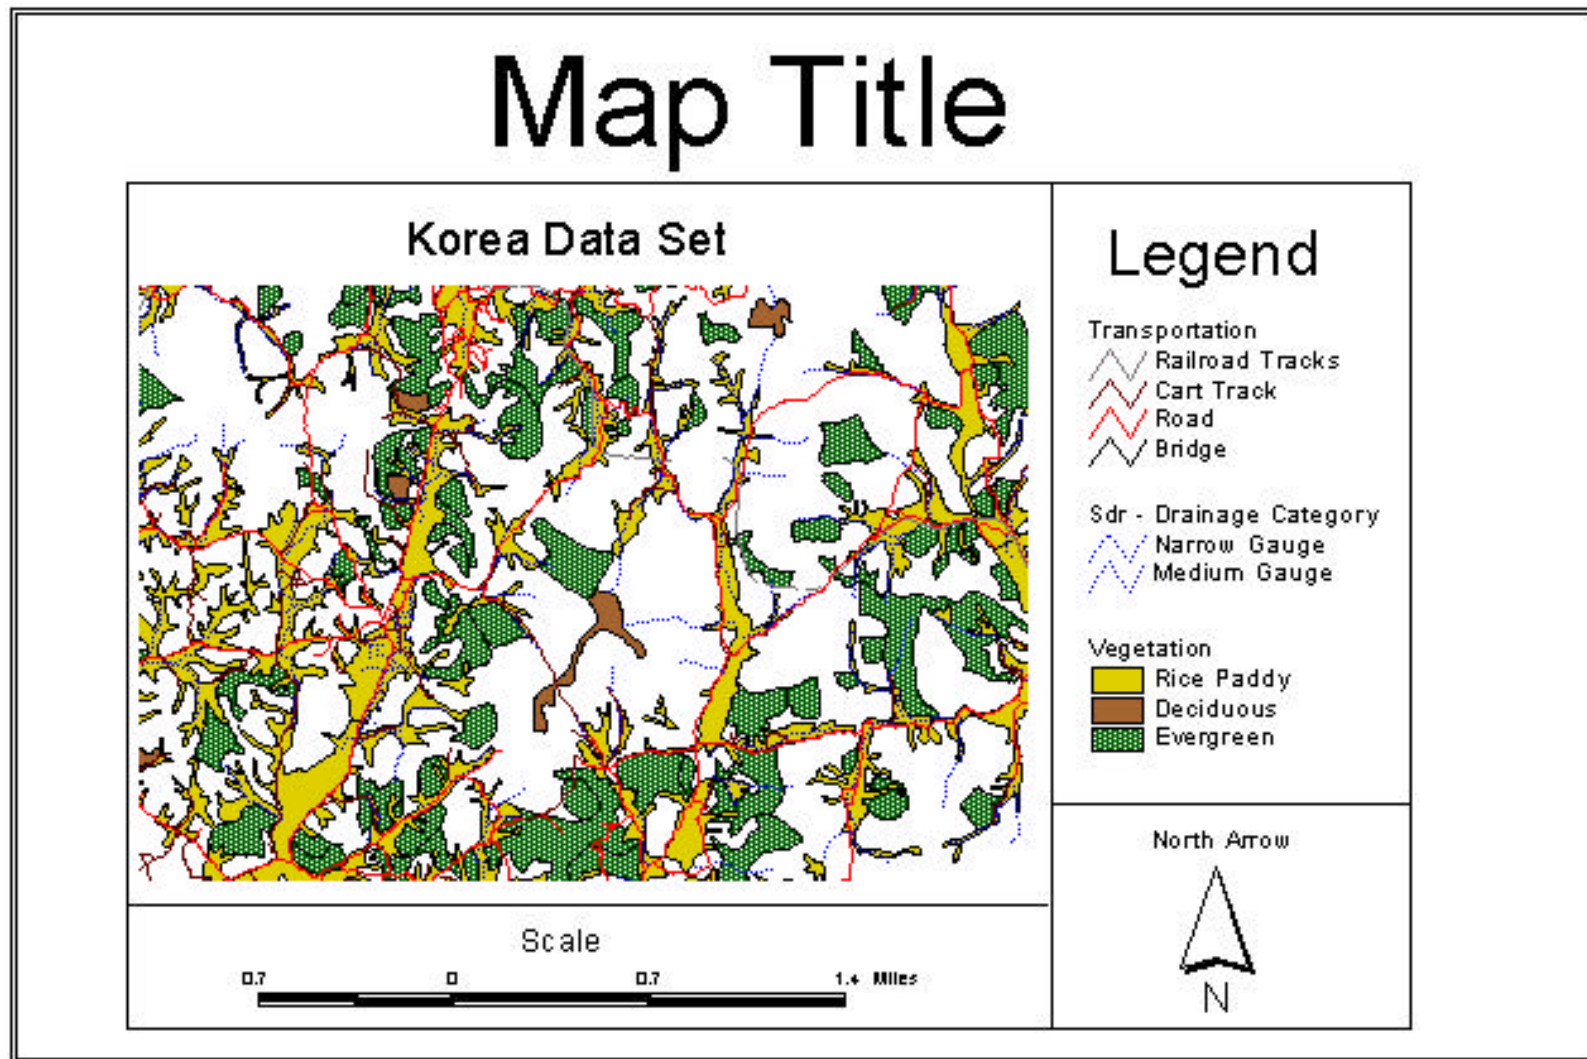 Map Title
Korea Data Set
Legend
Transportation
Railroad Tracks
Cart Track
Road
Bridge
Sdr - Drainage Category
Narrow Gauge
Medium Gauge
Vegetation
Rice Paddy
Deciduous
Evergreen
North Arrow
N
Scale
0.7 0 0.7 1.4 Miles